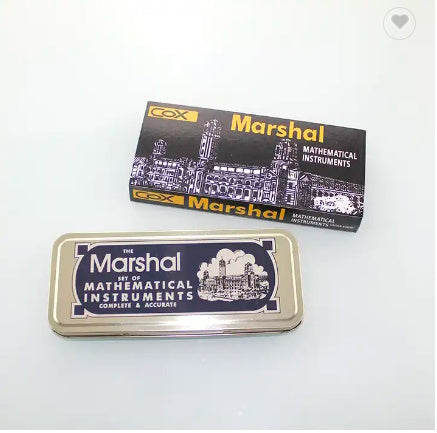 COX
Marshal
MATHEMATICAL
INSTRUMENTS
COX
Marshal
MATHEMATICAL
INSTRUMENTS
THE
Marshal
SET OF
MATHEMATICAL
INSTRUMENTS
COMPLETE & ACCURATE